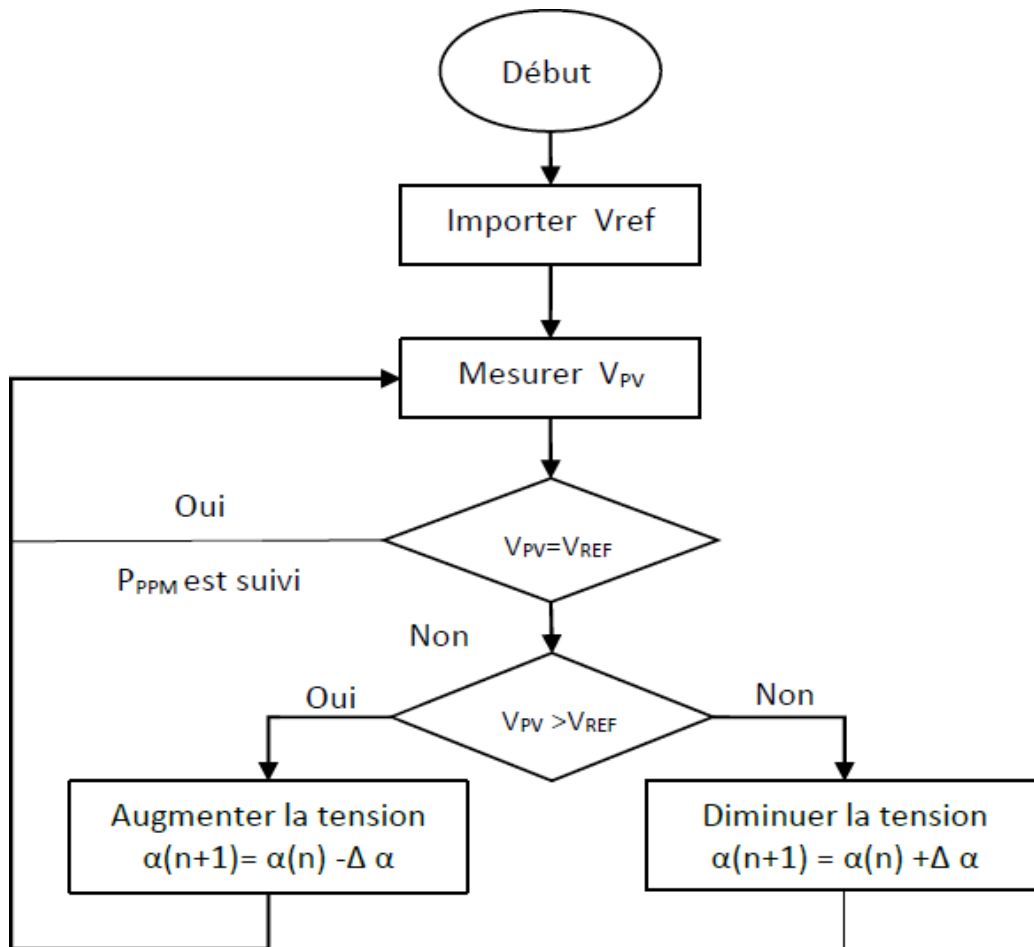 Début
Importer Vref
Mesurer VPV
Oui
VPV=VREF
PPPM est suivi
Non
Oui
Non
VPV >VREF
Augmenter la tension
α(n+1)= α(n) -Δ α
Diminuer la tension
α(n+1) = α(n) +Δ α